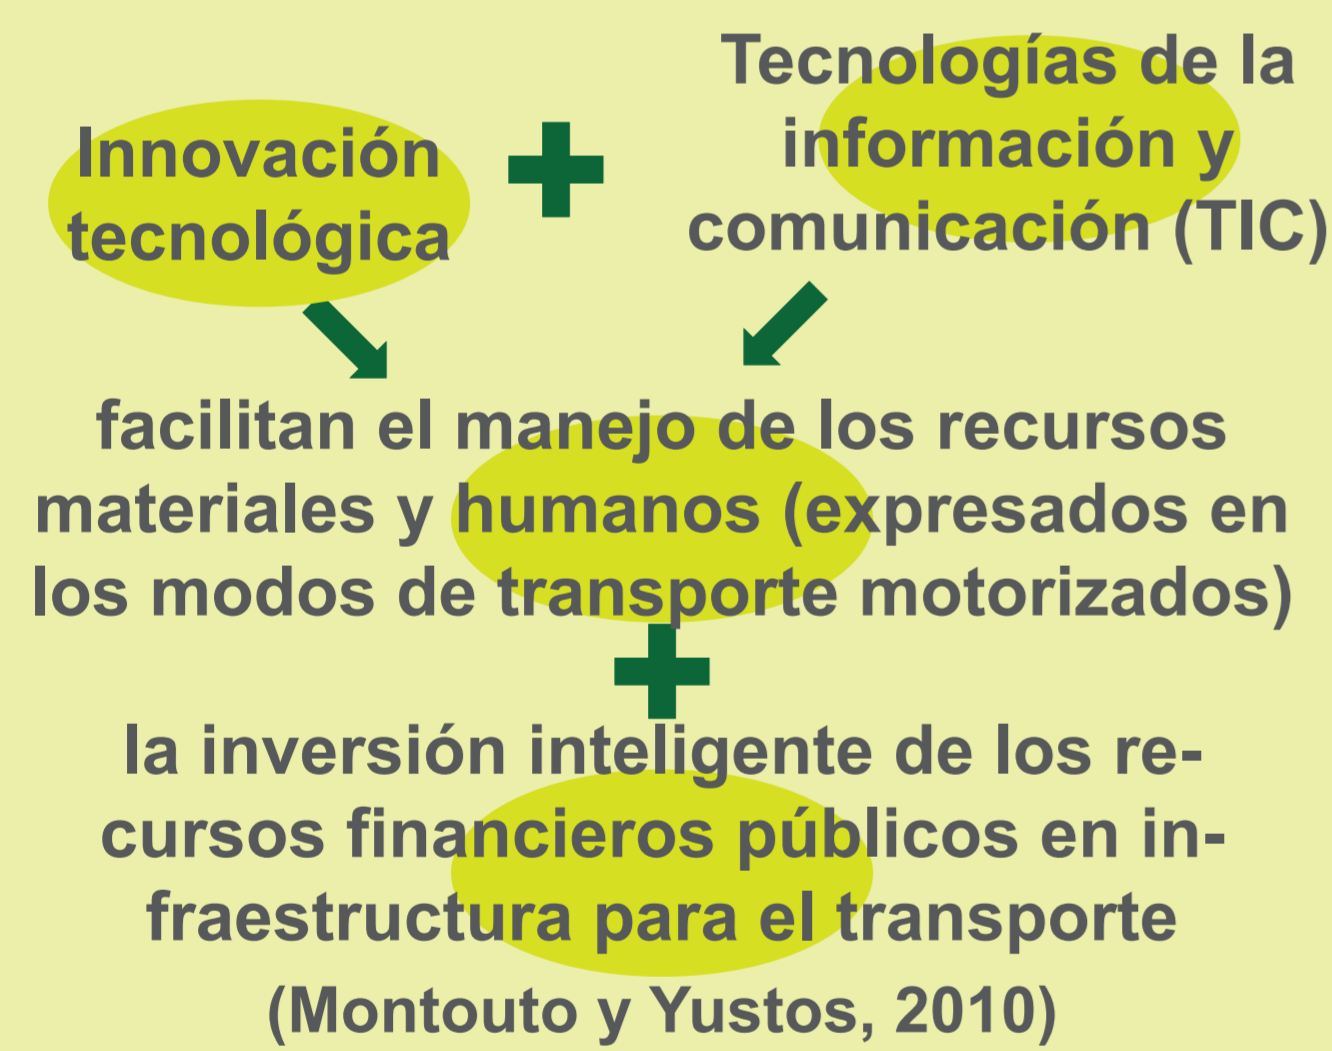 Innovación
tecnológica
Tecnologías de la
información y
comunicación (TIC)
facilitan el manejo de los recursos
materiales y humanos (expresados en
los modos de transporte motorizados)
la inversión inteligente de los re-
cursos financieros públicos en in-
fraestructura para el transporte
(Montouto y Yustos, 2010)